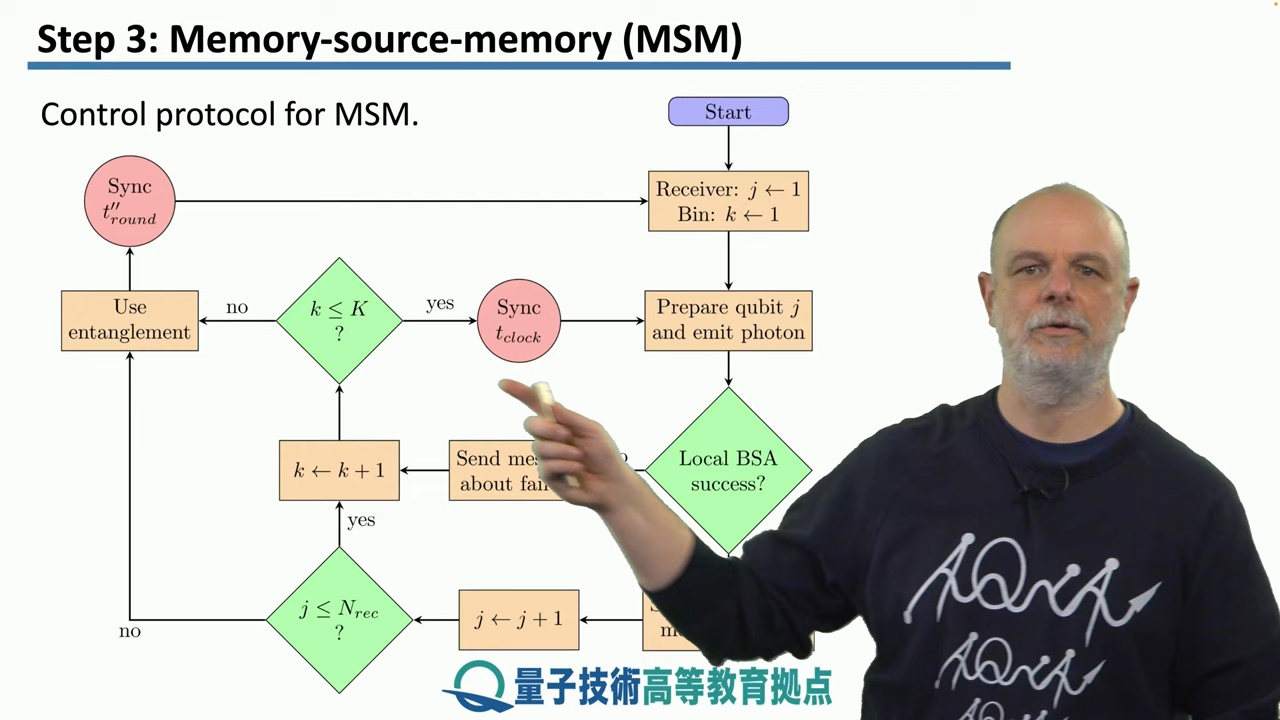 Step 3: Memory-source-memory (MSM)
Control protocol for MSM.
Start
Receiver: j ← 1
Bin: k ← 1
Sync
t''round
Use
entanglement
no
k ≤ K
?
yes
Sync
tclock
Prepare qubit j
and emit photon
Local BSA
success?
Send
about
k ← k + 1
yes
j ≤ Nrec
?
no
j ← j + 1
量子技術高等教育拠点
AQUA